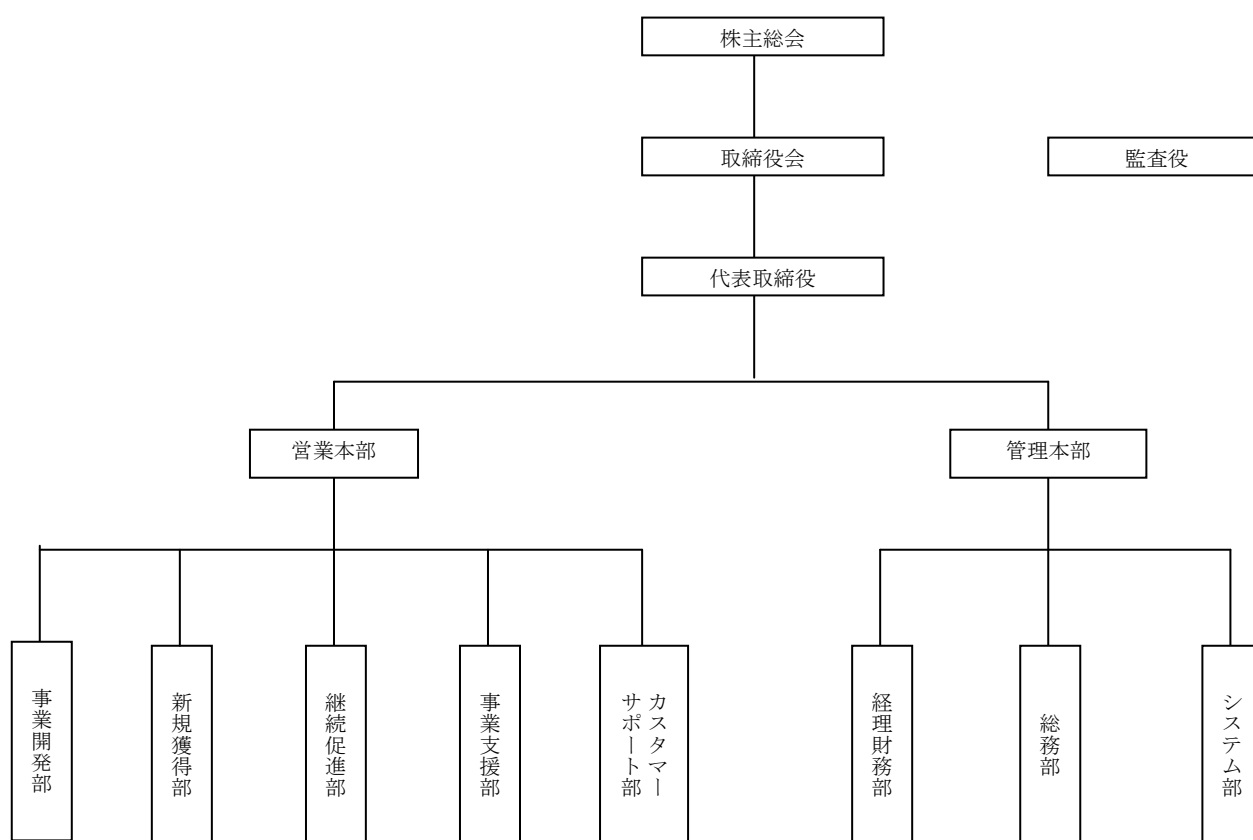 株主総会
取締役会
監査役
代表取締役
営業本部
管理本部
事業開発部
新規獲得部
継続促進部
事業支援部
カスタマー
サポート部
経理財務部
総務部
システム部